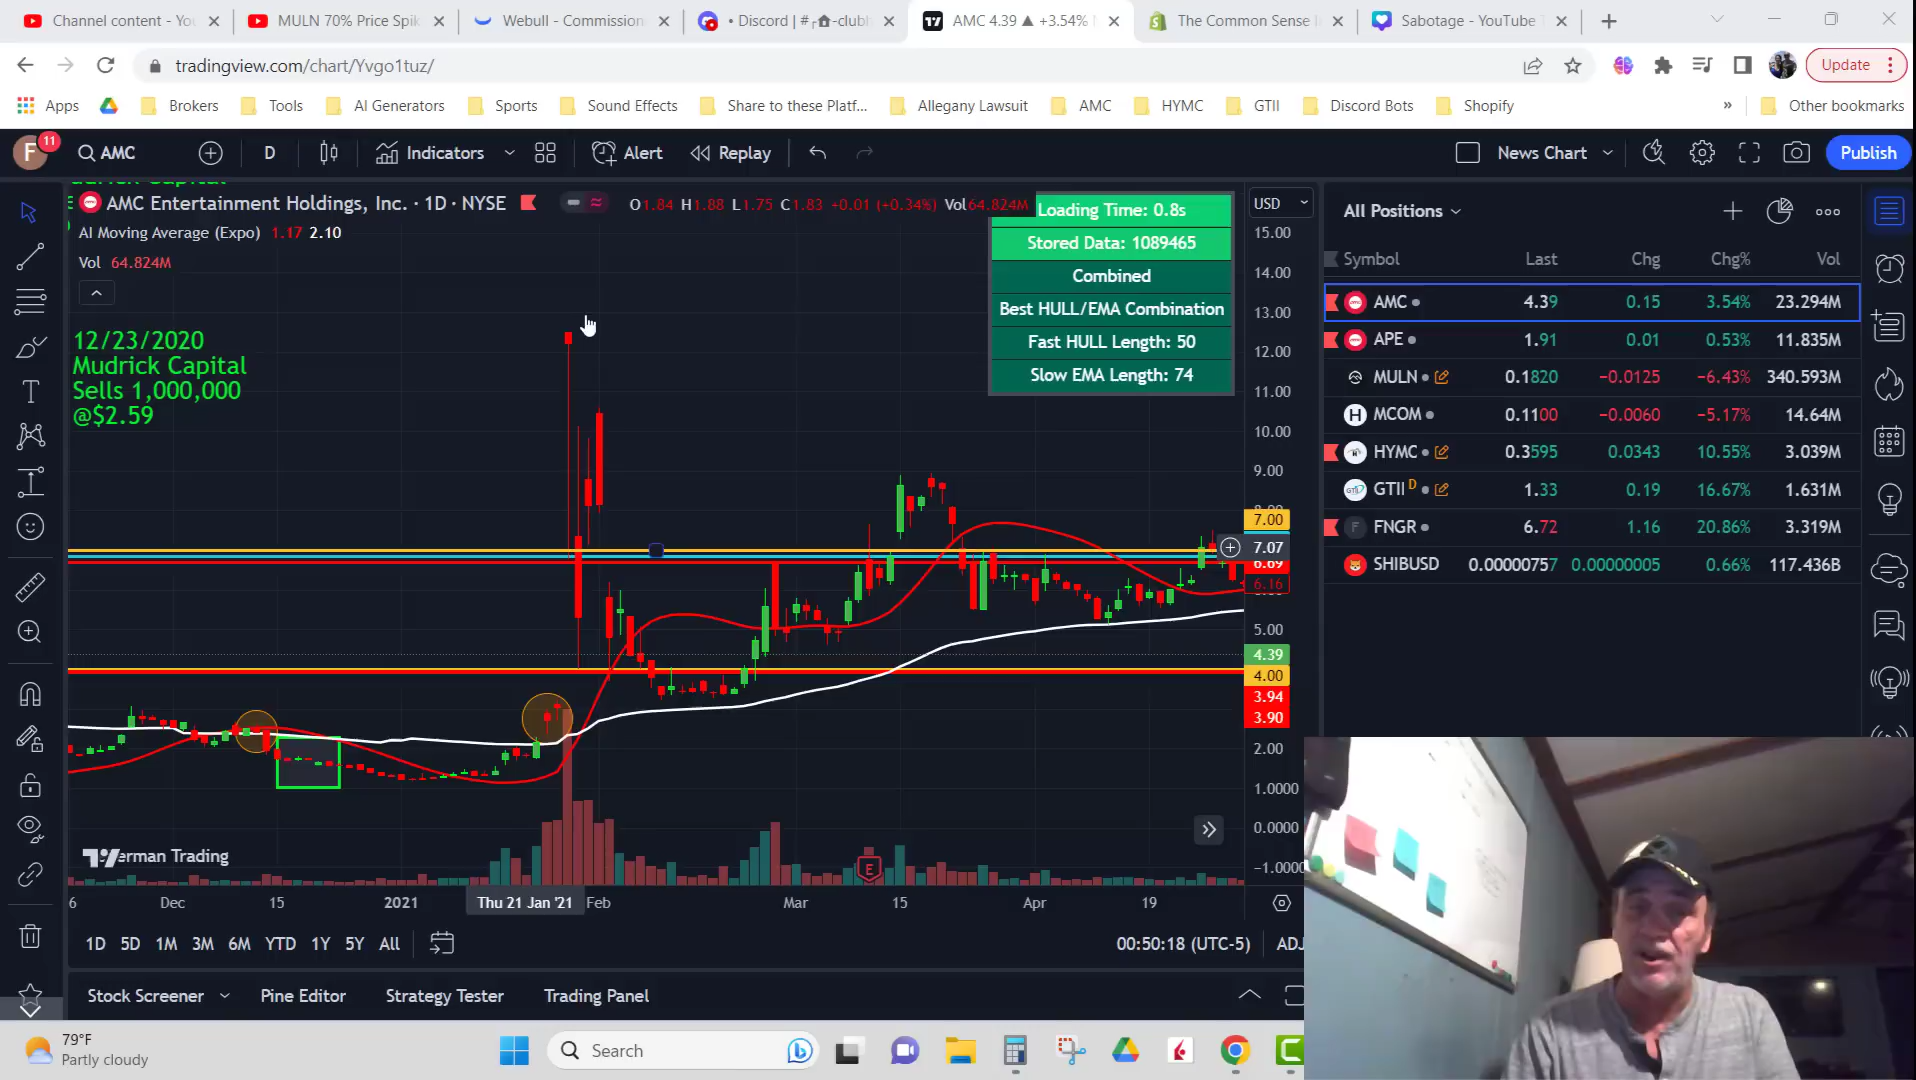 Channel content - Yo
MULN 70% Price Spik
Webull - Commission
• Discord | # -club
AMC 4.39 ▲ +3.54%
The Common Sense I
Sabotage - YouTube
tradingview.com/chart/Yvgo1tuz/
Update
Apps
Brokers
Tools
AI Generators
Sports
Sound Effects
Share to these Platf...
Allegany Lawsuit
AMC
HYMC
GTII
Discord Bots
Shopify
»
Other bookmarks
F
11
AMC
D
Indicators
Alert
Replay
News Chart
Publish
AMC Entertainment Holdings, Inc. · 1D · NYSE
O1.84 H1.88 L1.75 C1.83 +0.01 (+0.34%) Vol64.824M
AI Moving Average (Expo) 1.17 2.10
Vol 64.824M
12/23/2020
Mudrick Capital
Sells 1,000,000
@$2.59
Loading Time: 0.8s
Stored Data: 1089465
Combined
Best HULL/EMA Combination
Fast HULL Length: 50
Slow EMA Length: 74
USD
15.00
14.00
13.00
12.00
11.00
10.00
9.00
7.00
7.07
6.69
6.16
5.00
4.39
4.00
3.94
3.90
2.00
1.0000
0.0000
−1.0000
All Positions
Symbol Last Chg Chg% Vol
AMC 4.39 0.15 3.54% 23.294M
APE 1.91 0.01 0.53% 11.835M
MULN 0.1820 −0.0125 −6.43% 340.593M
MCOM 0.1100 −0.0060 −5.17% 14.64M
HYMC 0.3595 0.0343 10.55% 3.039M
GTII D 1.33 0.19 16.67% 1.631M
FNGR 6.72 1.16 20.86% 3.319M
SHIBUSD 0.00000757 0.00000005 0.66% 117.436B
erman Trading
E
6 Dec 15 2021 Thu 21 Jan '21 Feb Mar 15 Apr 19
1D 5D 1M 3M 6M YTD 1Y 5Y All
00:50:18 (UTC-5)
ADJ
Stock Screener
Pine Editor
Strategy Tester
Trading Panel
79°F
Partly cloudy
Search